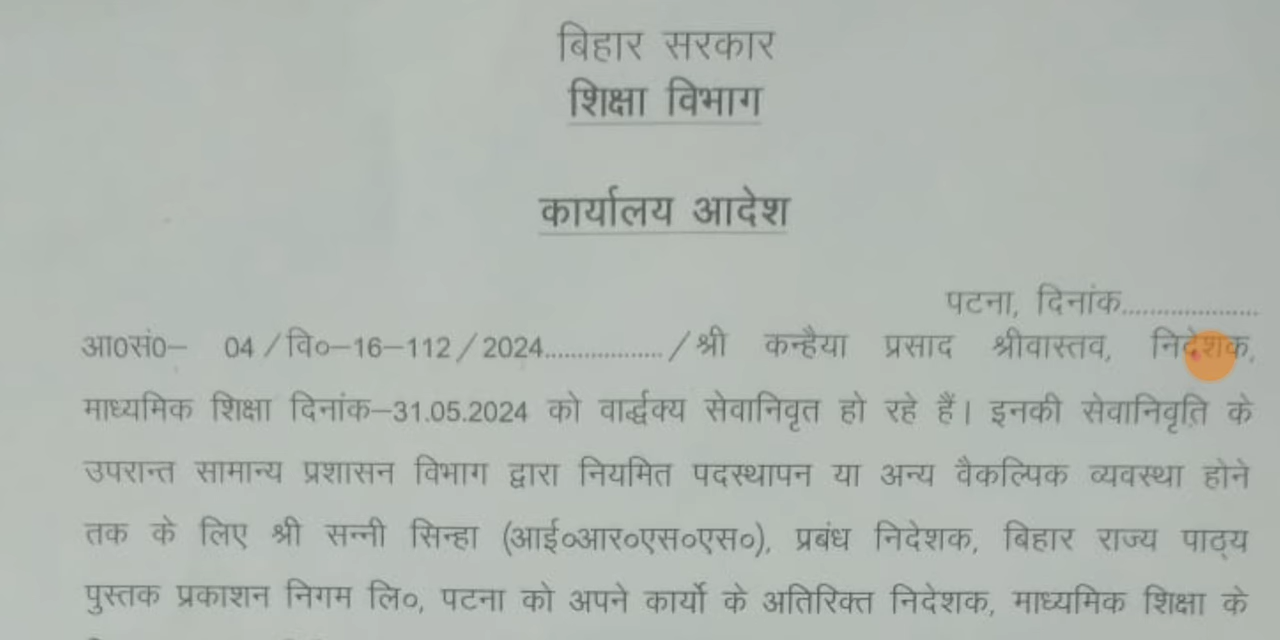 बिहार सरकार
शिक्षा विभाग
कार्यालय आदेश
पटना, दिनांक...................
आ0सं0– 04/वि०–16–112/2024................../श्री कन्हैया प्रसाद श्रीवास्तव, निदेशक,
माध्यमिक शिक्षा दिनांक–31.05.2024 को वार्द्धक्य सेवानिवृत हो रहे हैं। इनकी सेवानिवृति के
उपरान्त सामान्य प्रशासन विभाग द्वारा नियमित पदस्थापन या अन्य वैकल्पिक व्यवस्था होने
तक के लिए श्री सन्नी सिन्हा (आई०आर०एस०एस०), प्रबंध निदेशक, बिहार राज्य पाठ्य
पुस्तक प्रकाशन निगम लि०, पटना को अपने कार्यो के अतिरिक्त निदेशक, माध्यमिक शिक्षा के